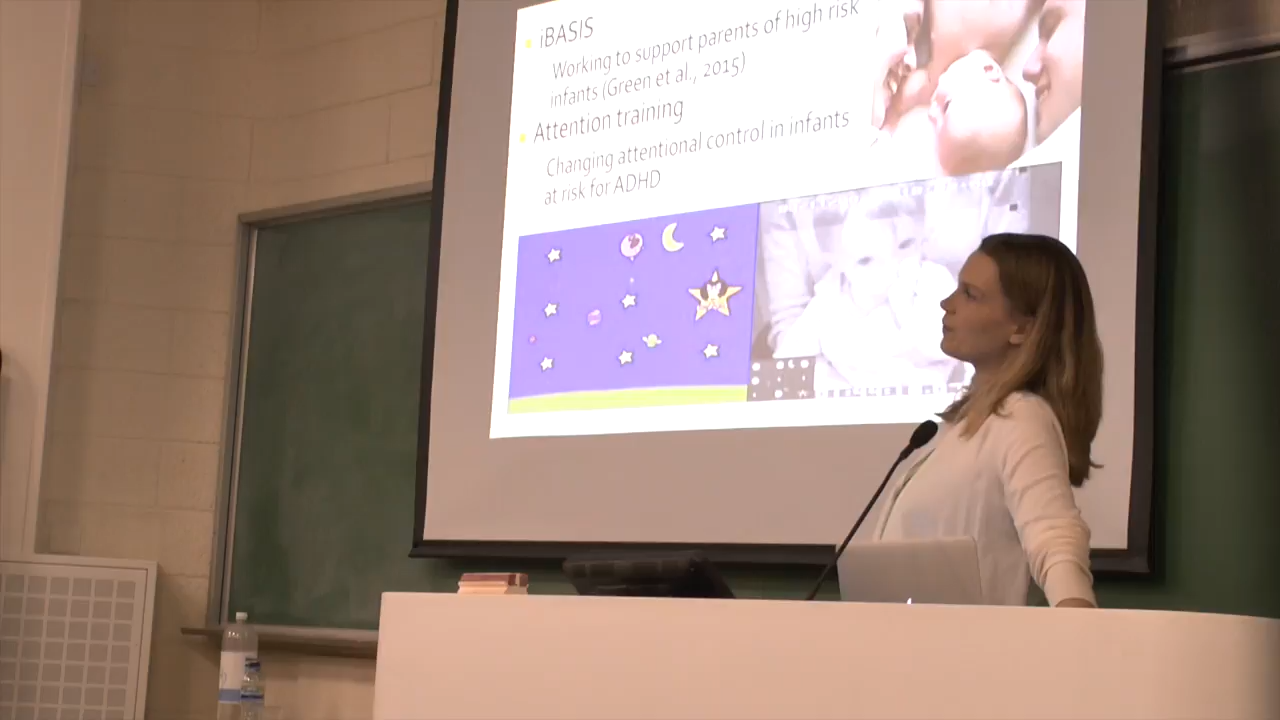 iBASIS
Working to support parents of high risk
infants (Green et al., 2015)
Attention training
Changing attentional control in infants
at risk for ADHD